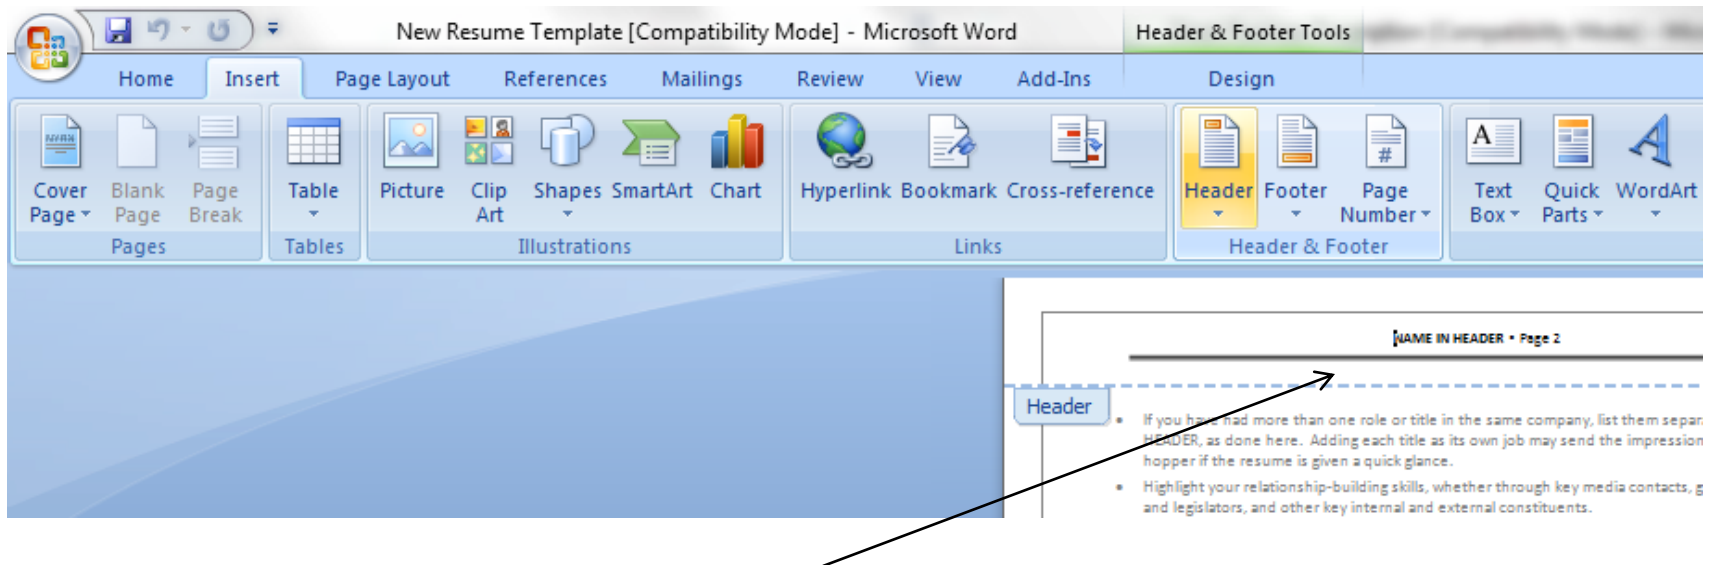 New Resume Template [Compatibility Mode] - Microsoft Word
Header & Footer Tools
Home Insert Page Layout References Mailings Review View Add-Ins Design
Cover Page
Blank Page
Page Break
Table
Picture
Clip Art
Shapes
SmartArt
Chart
Hyperlink
Bookmark
Cross-reference
Header
Footer
Page Number
#
A
Text Box
Quick Parts
A
WordArt
Pages Tables Illustrations Links Header & Footer
NAME IN HEADER • Page 2
Header
• If you have had more than one role or title in the same company, list them separ
HEADER, as done here. Adding each title as its own job may send the impression
hopper if the resume is given a quick glance.
• Highlight your relationship-building skills, whether through key media contacts, g
and legislators, and other key internal and external constituents.